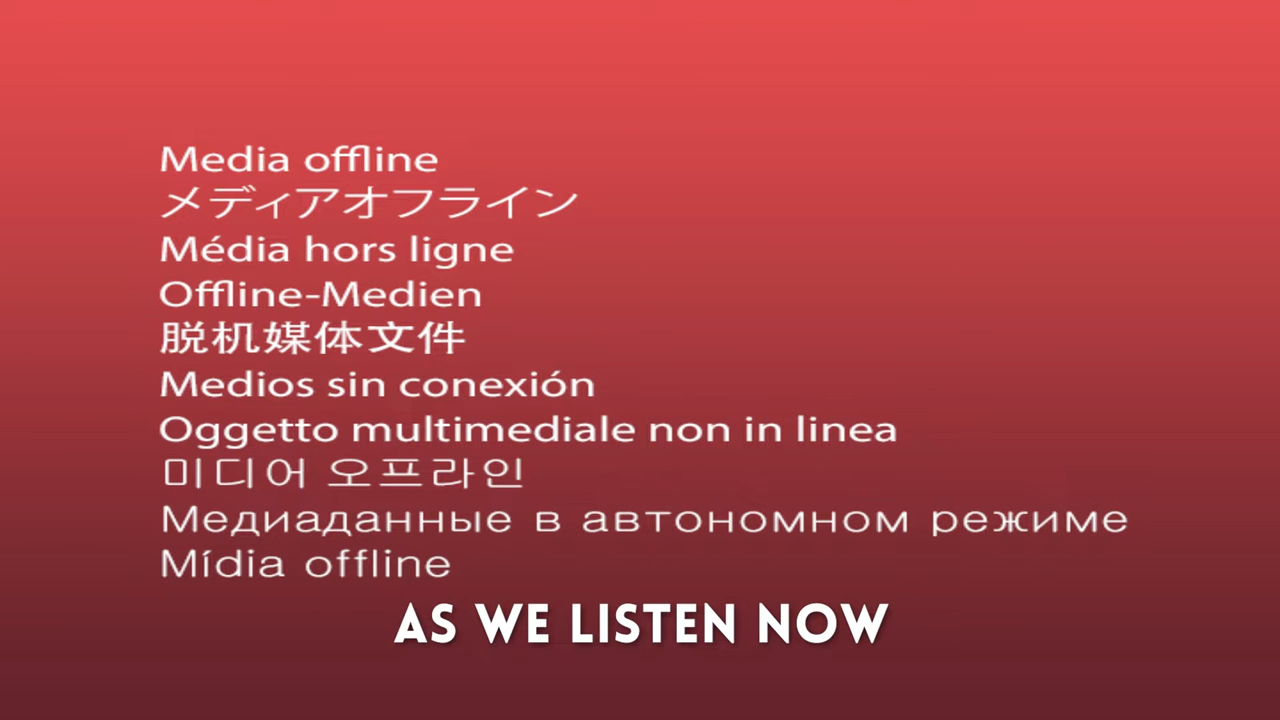 Media offline
メディアオフライン
Média hors ligne
Offline-Medien
脱机媒体文件
Medios sin conexión
Oggetto multimediale non in linea
미디어 오프라인
Медиаданные в автономном режиме
Mídia offline
AS WE LISTEN NOW